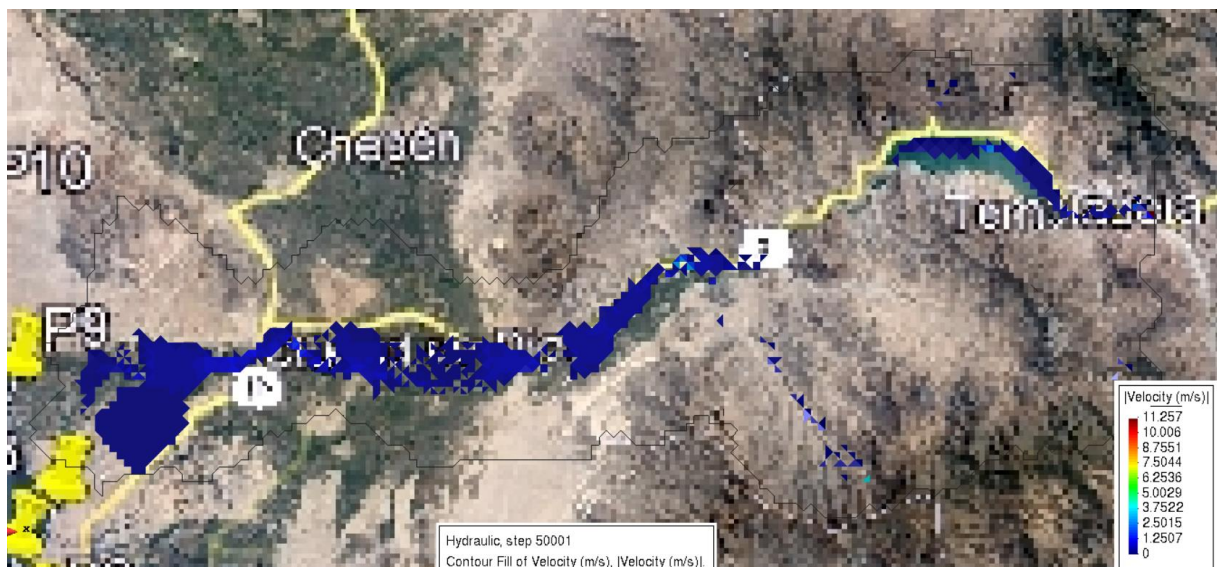 Chagén
P10
P9
|Velocity (m/s)|
11.257
10.006
8.7551
7.5044
6.2536
5.0029
3.7522
2.5015
1.2507
0
x
Hydraulic, step 50001
Contour Fill of Velocity (m/s), |Velocity (m/s)|.